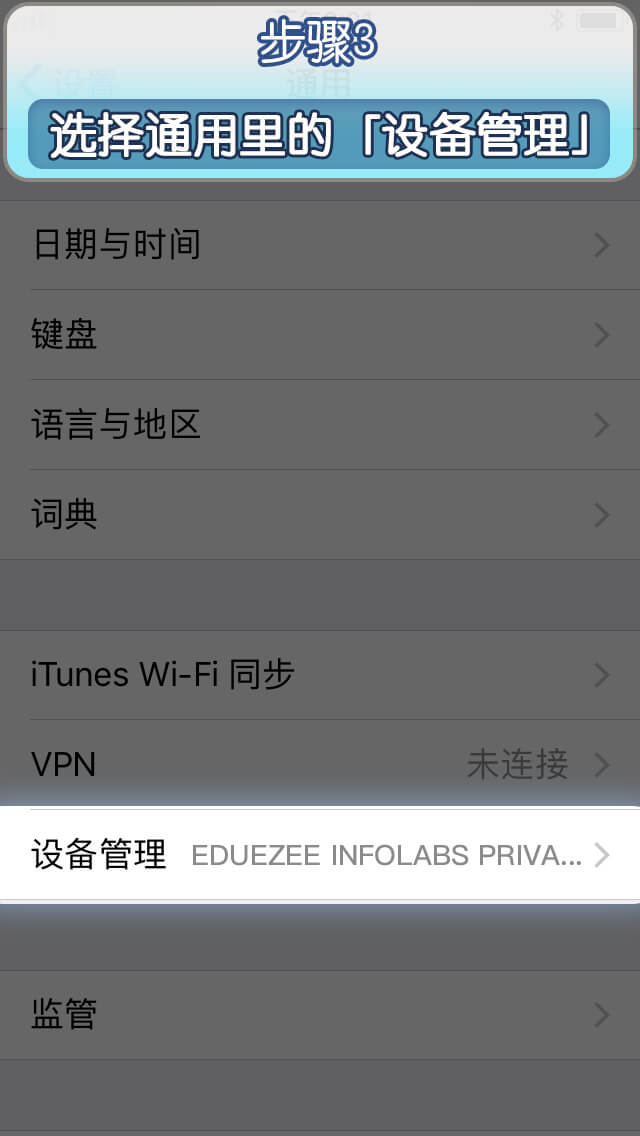 步骤3
设置
通用
选择通用里的「设备管理」
日期与时间
键盘
语言与地区
词典
iTunes Wi-Fi 同步
VPN 未连接
设备管理 EDUEZEE INFOLABS PRIVA...
监管